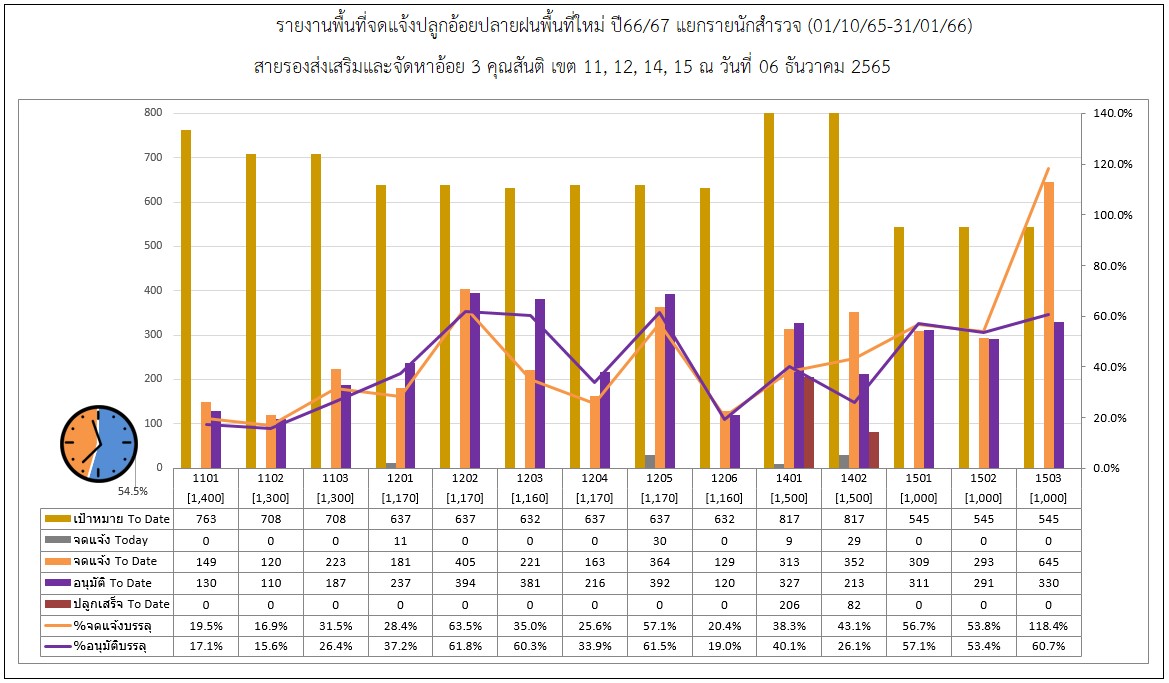 รายงานพื้นที่จดแจ้งปลูกอ้อยปลายฝนพื้นที่ใหม่ ปี66/67 แยกรายนักสำรวจ (01/10/65-31/01/66)
สายรองส่งเสริมและจัดหาอ้อย 3 คุณสันติ เขต 11, 12, 14, 15 ณ วันที่ 06 ธันวาคม 2565
800 140.0%
700 120.0%
600 100.0%
500 80.0%
400 60.0%
300 40.0%
200 20.0%
100 0.0%
0
54.5%
1101 1102 1103 1201 1202 1203 1204 1205 1206 1401 1402 1501 1502 1503
[1,400] [1,300] [1,300] [1,170] [1,170] [1,160] [1,170] [1,170] [1,160] [1,500] [1,500] [1,000] [1,000] [1,000]
เป้าหมาย To Date 763 708 708 637 637 632 637 637 632 817 817 545 545 545
จดแจ้ง Today 0 0 0 11 0 0 0 30 0 9 29 0 0 0
จดแจ้ง To Date 149 120 223 181 405 221 163 364 129 313 352 309 293 645
อนุมัติ To Date 130 110 187 237 394 381 216 392 120 327 213 311 291 330
ปลูกเสร็จ To Date 0 0 0 0 0 0 0 0 0 206 82 0 0 0
%จดแจ้งบรรลุ 19.5% 16.9% 31.5% 28.4% 63.5% 35.0% 25.6% 57.1% 20.4% 38.3% 43.1% 56.7% 53.8% 118.4%
%อนุมัติบรรลุ 17.1% 15.6% 26.4% 37.2% 61.8% 60.3% 33.9% 61.5% 19.0% 40.1% 26.1% 57.1% 53.4% 60.7%